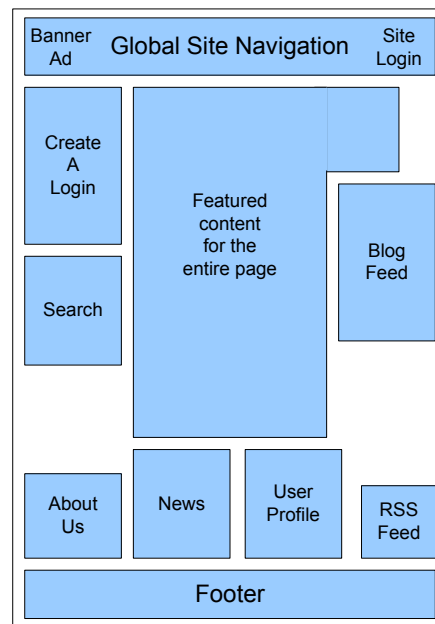 Banner
Ad
Global Site Navigation
Site
Login
Create
A
Login
Featured
content
for the
entire page
Blog
Feed
Search
About
Us
News
User
Profile
RSS
Feed
Footer